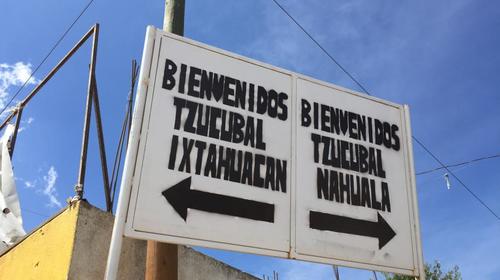 BIENVENIDOS
TZUCUBAL
IXTAHUACAN
BIENVENIDOS
TZUCUBAL
NAHUALA